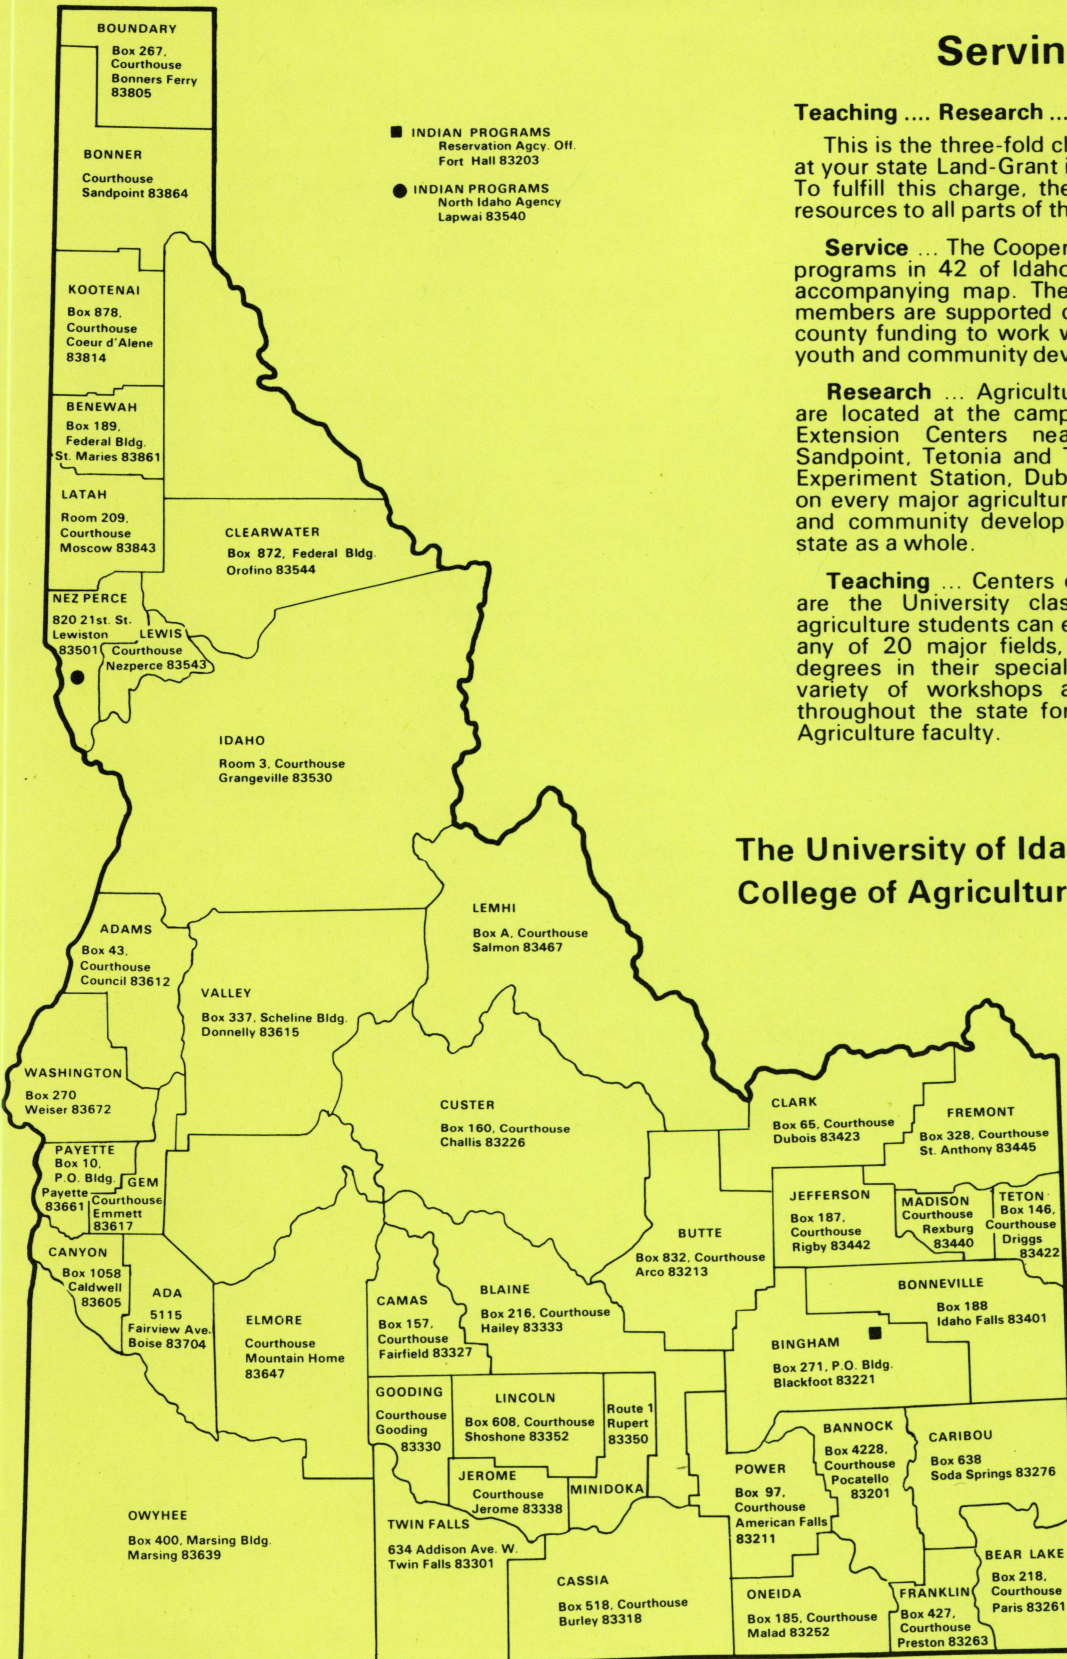 BOUNDARY
Box 267,
Courthouse
Bonners Ferry
83805
BONNER
Courthouse
Sandpoint 83864
■ INDIAN PROGRAMS
Reservation Agcy. Off.
Fort Hall 83203
● INDIAN PROGRAMS
North Idaho Agency
Lapwai 83540
KOOTENAI
Box 878,
Courthouse
Coeur d'Alene
83814
BENEWAH
Box 189,
Federal Bldg.
St. Maries 83861
LATAH
Room 209,
Courthouse
Moscow 83843
CLEARWATER
Box 872, Federal Bldg.
Orofino 83544
NEZ PERCE
820 21st. St.
Lewiston
83501
LEWIS
Courthouse
Nezperce 83543
IDAHO
Room 3, Courthouse
Grangeville 83530
ADAMS
Box 43,
Courthouse
Council 83612
VALLEY
Box 337, Scheline Bldg.
Donnelly 83615
LEMHI
Box A, Courthouse
Salmon 83467
WASHINGTON
Box 270
Weiser 83672
CUSTER
Box 160, Courthouse
Challis 83226
CLARK
Box 65, Courthouse
Dubois 83423
FREMONT
Box 328, Courthouse
St. Anthony 83445
PAYETTE
Box 10,
P.O. Bldg.
Payette
83661
GEM
Courthouse
Emmett
83617
JEFFERSON
Box 187,
Courthouse
Rigby 83442
MADISON
Courthouse
Rexburg
83440
TETON
Box 146,
Courthouse
Driggs
83422
CANYON
Box 1058
Caldwell
83605
ADA
5115
Fairview Ave.
Boise 83704
ELMORE
Courthouse
Mountain Home
83647
CAMAS
Box 157,
Courthouse
Fairfield 83327
BLAINE
Box 216, Courthouse
Hailey 83333
BUTTE
Box 832, Courthouse
Arco 83213
BONNEVILLE
Box 188
Idaho Falls 83401
BINGHAM
Box 271, P.O. Bldg.
Blackfoot 83221
GOODING
Courthouse
Gooding
83330
LINCOLN
Box 608, Courthouse
Shoshone 83352
Route 1
Rupert
83350
MINIDOKA
JEROME
Courthouse
Jerome 83338
TWIN FALLS
634 Addison Ave. W.
Twin Falls 83301
POWER
Box 97,
Courthouse
American Falls
83211
BANNOCK
Box 4228,
Courthouse
Pocatello
83201
CARIBOU
Box 638
Soda Springs 83276
OWYHEE
Box 400, Marsing Bldg.
Marsing 83639
CASSIA
Box 518, Courthouse
Burley 83318
ONEIDA
Box 185, Courthouse
Malad 83252
FRANKLIN
Box 427,
Courthouse
Preston 83263
BEAR LAKE
Box 218,
Courthouse
Paris 83261
Servin
Teaching .... Research ...
This is the three-fold c
at your state Land-Grant i
To fulfill this charge, the
resources to all parts of th
Service ... The Cooper
programs in 42 of Idaho
accompanying map. The
members are supported
county funding to work
youth and community dev
Research ... Agricultu
are located at the camp
Extension Centers nea
Sandpoint, Tetonia and
Experiment Station, Dub
on every major agricultur
and community develop
state as a whole.
Teaching ... Centers
are the University clas
agriculture students can e
any of 20 major fields,
degrees in their special
variety of workshops a
throughout the state for
Agriculture faculty.
The University of Ida
College of Agricultur